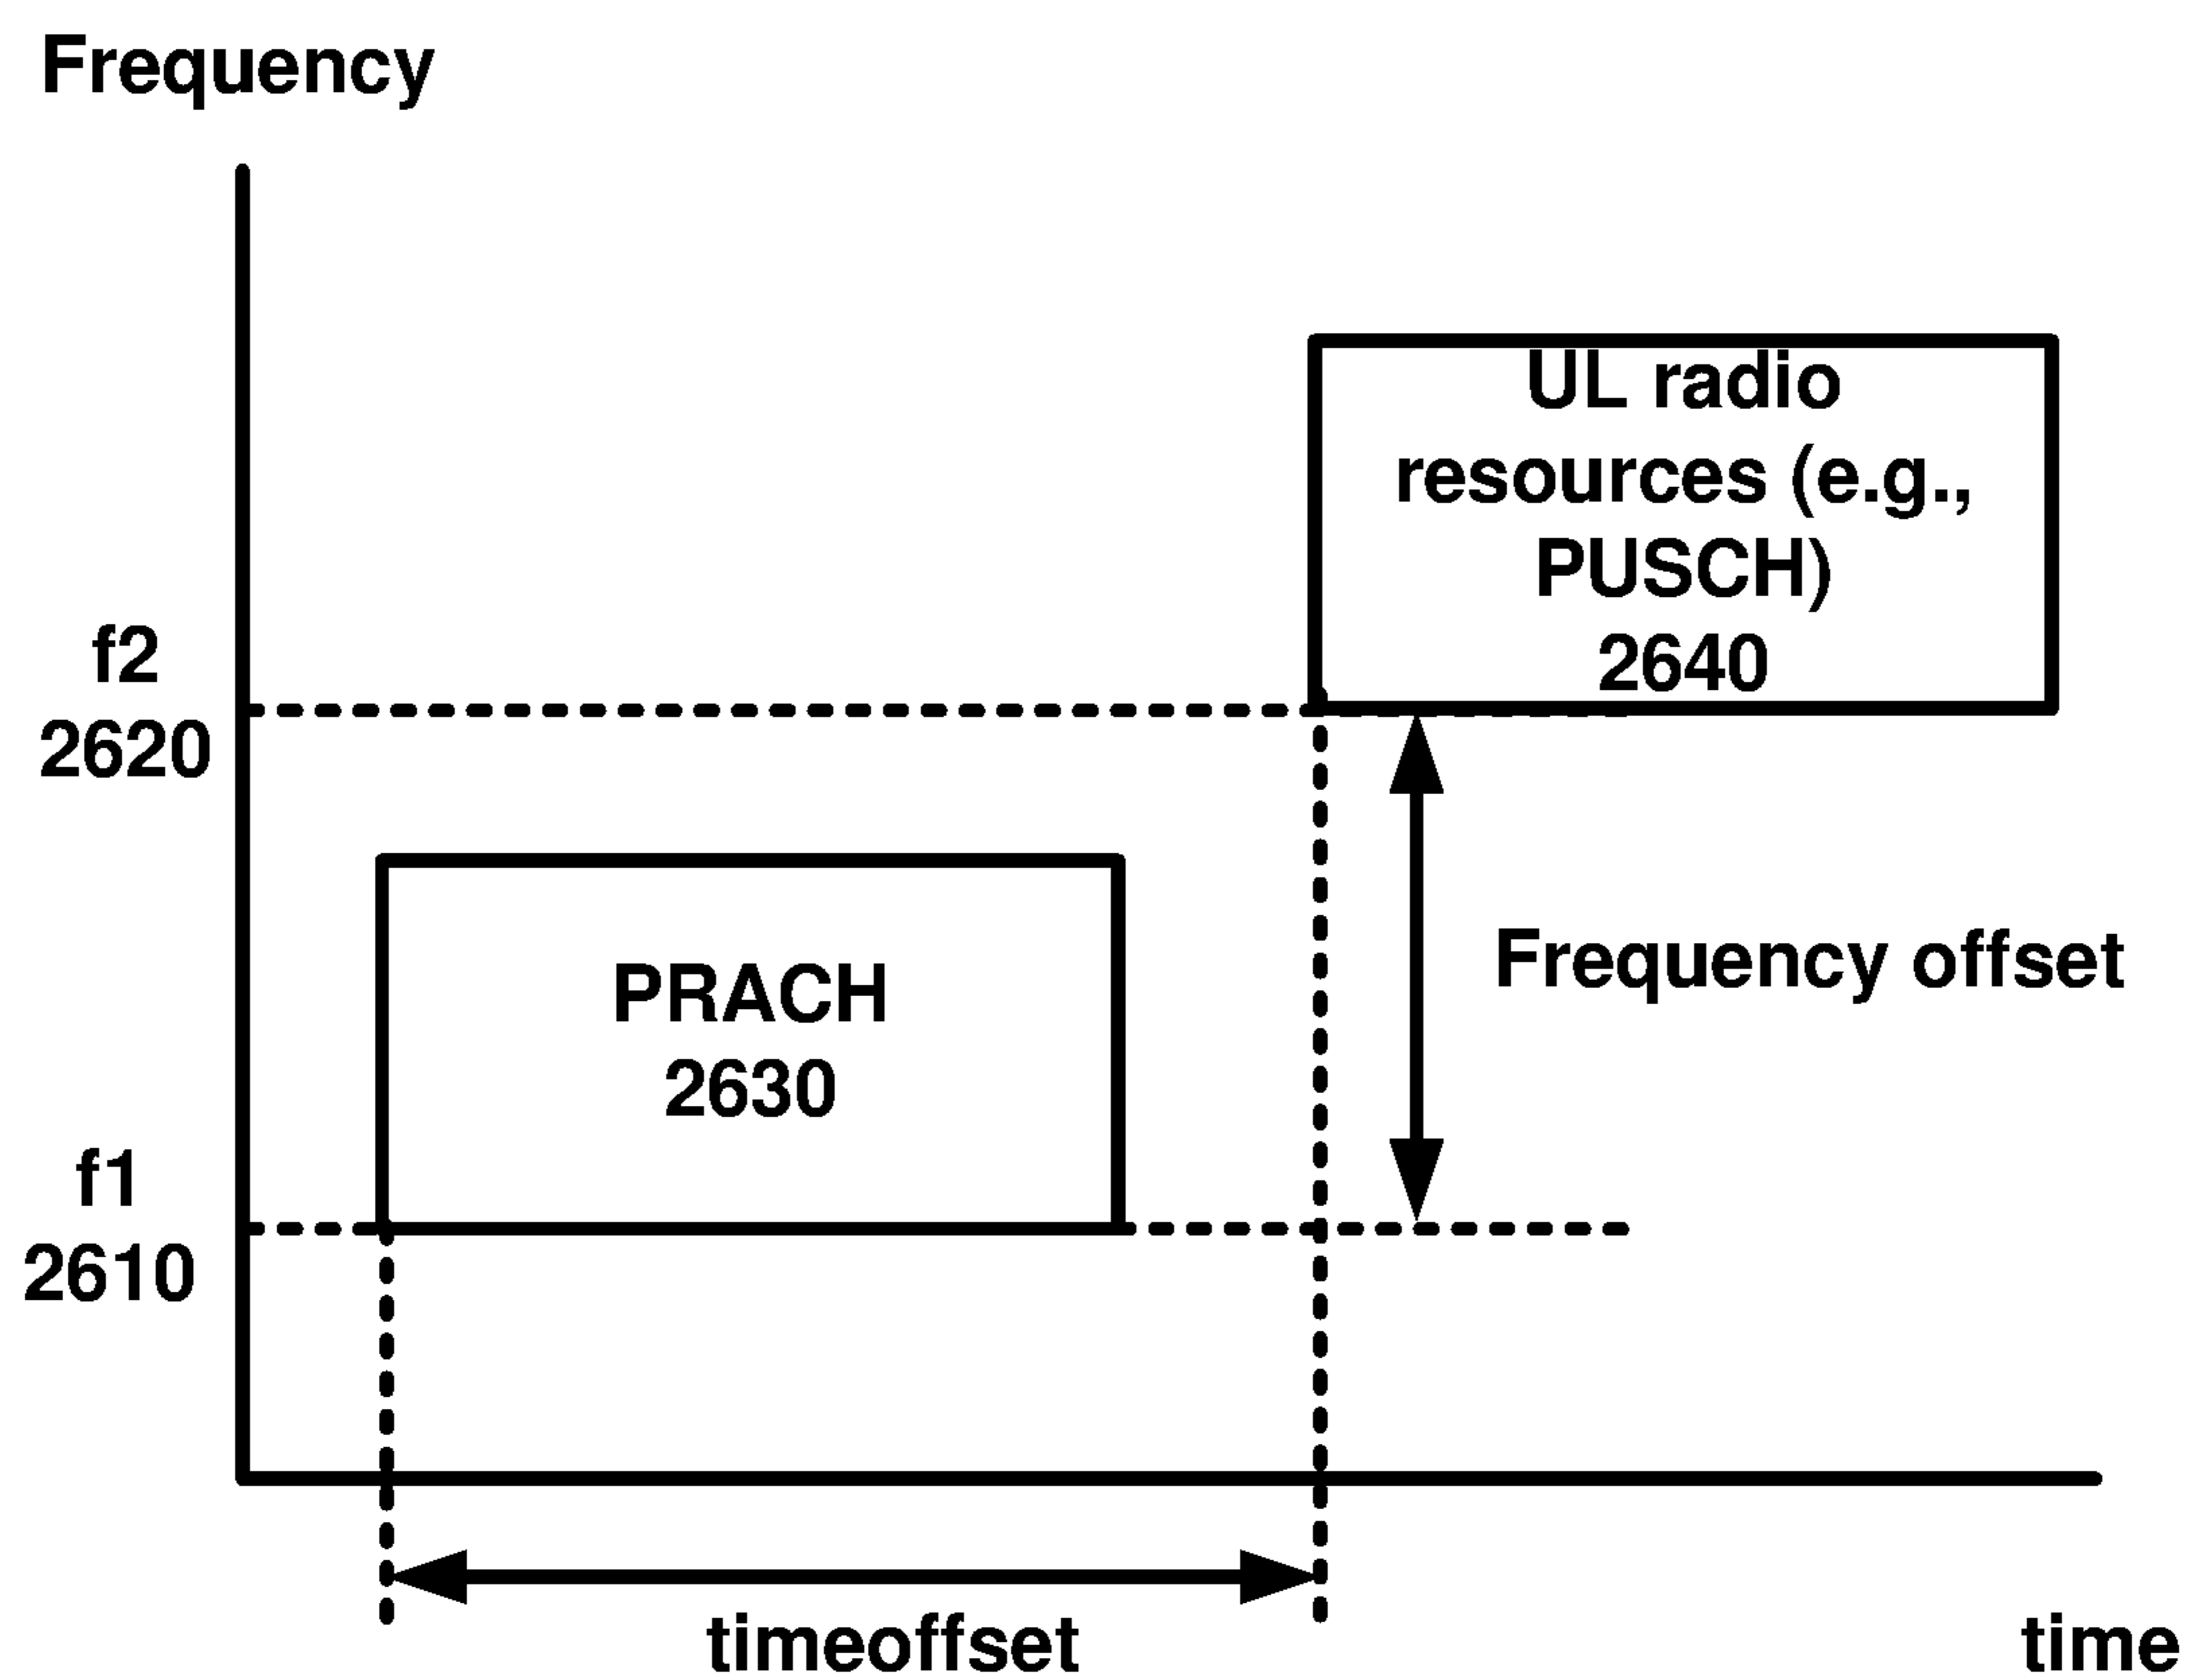 Frequency
UL radio
resources (e.g.,
PUSCH)
2640
f2
2620
Frequency offset
PRACH
2630
f1
2610
timeoffset
time